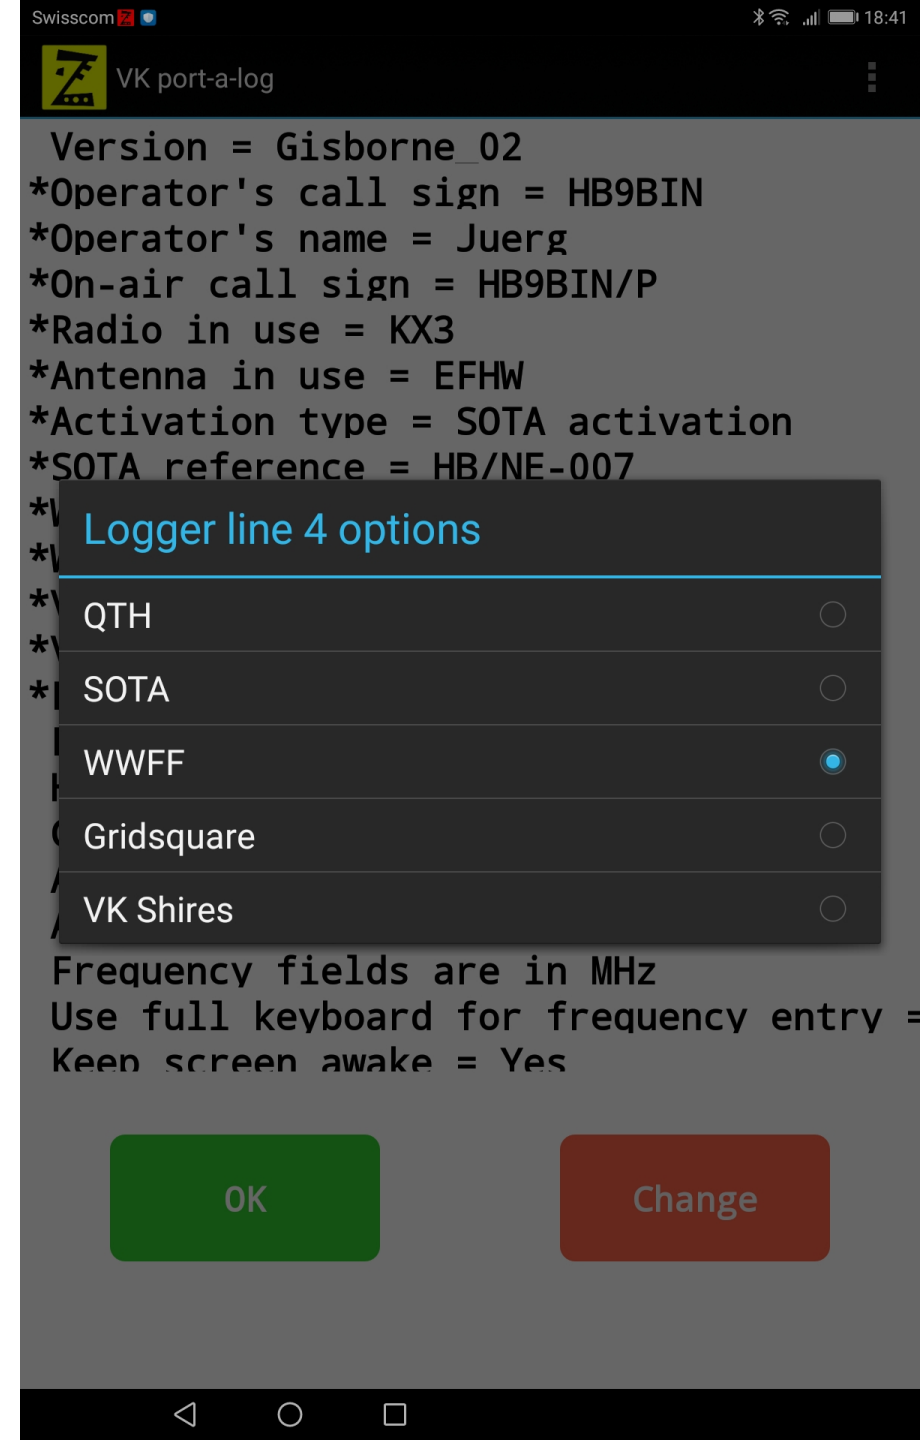 Swisscom
18:41
VK port-a-log
Version = Gisborne_02
*Operator's call sign = HB9BIN
*Operator's name = Juerg
*On-air call sign = HB9BIN/P
*Radio in use = KX3
*Antenna in use = EFHW
*Activation type = SOTA activation
*SOTA reference = HB/NE-007
Logger line 4 options
QTH
SOTA
WWFF
Gridsquare
VK Shires
Frequency fields are in MHz
Use full keyboard for frequency entry =
Keep screen awake = Yes
OK
Change